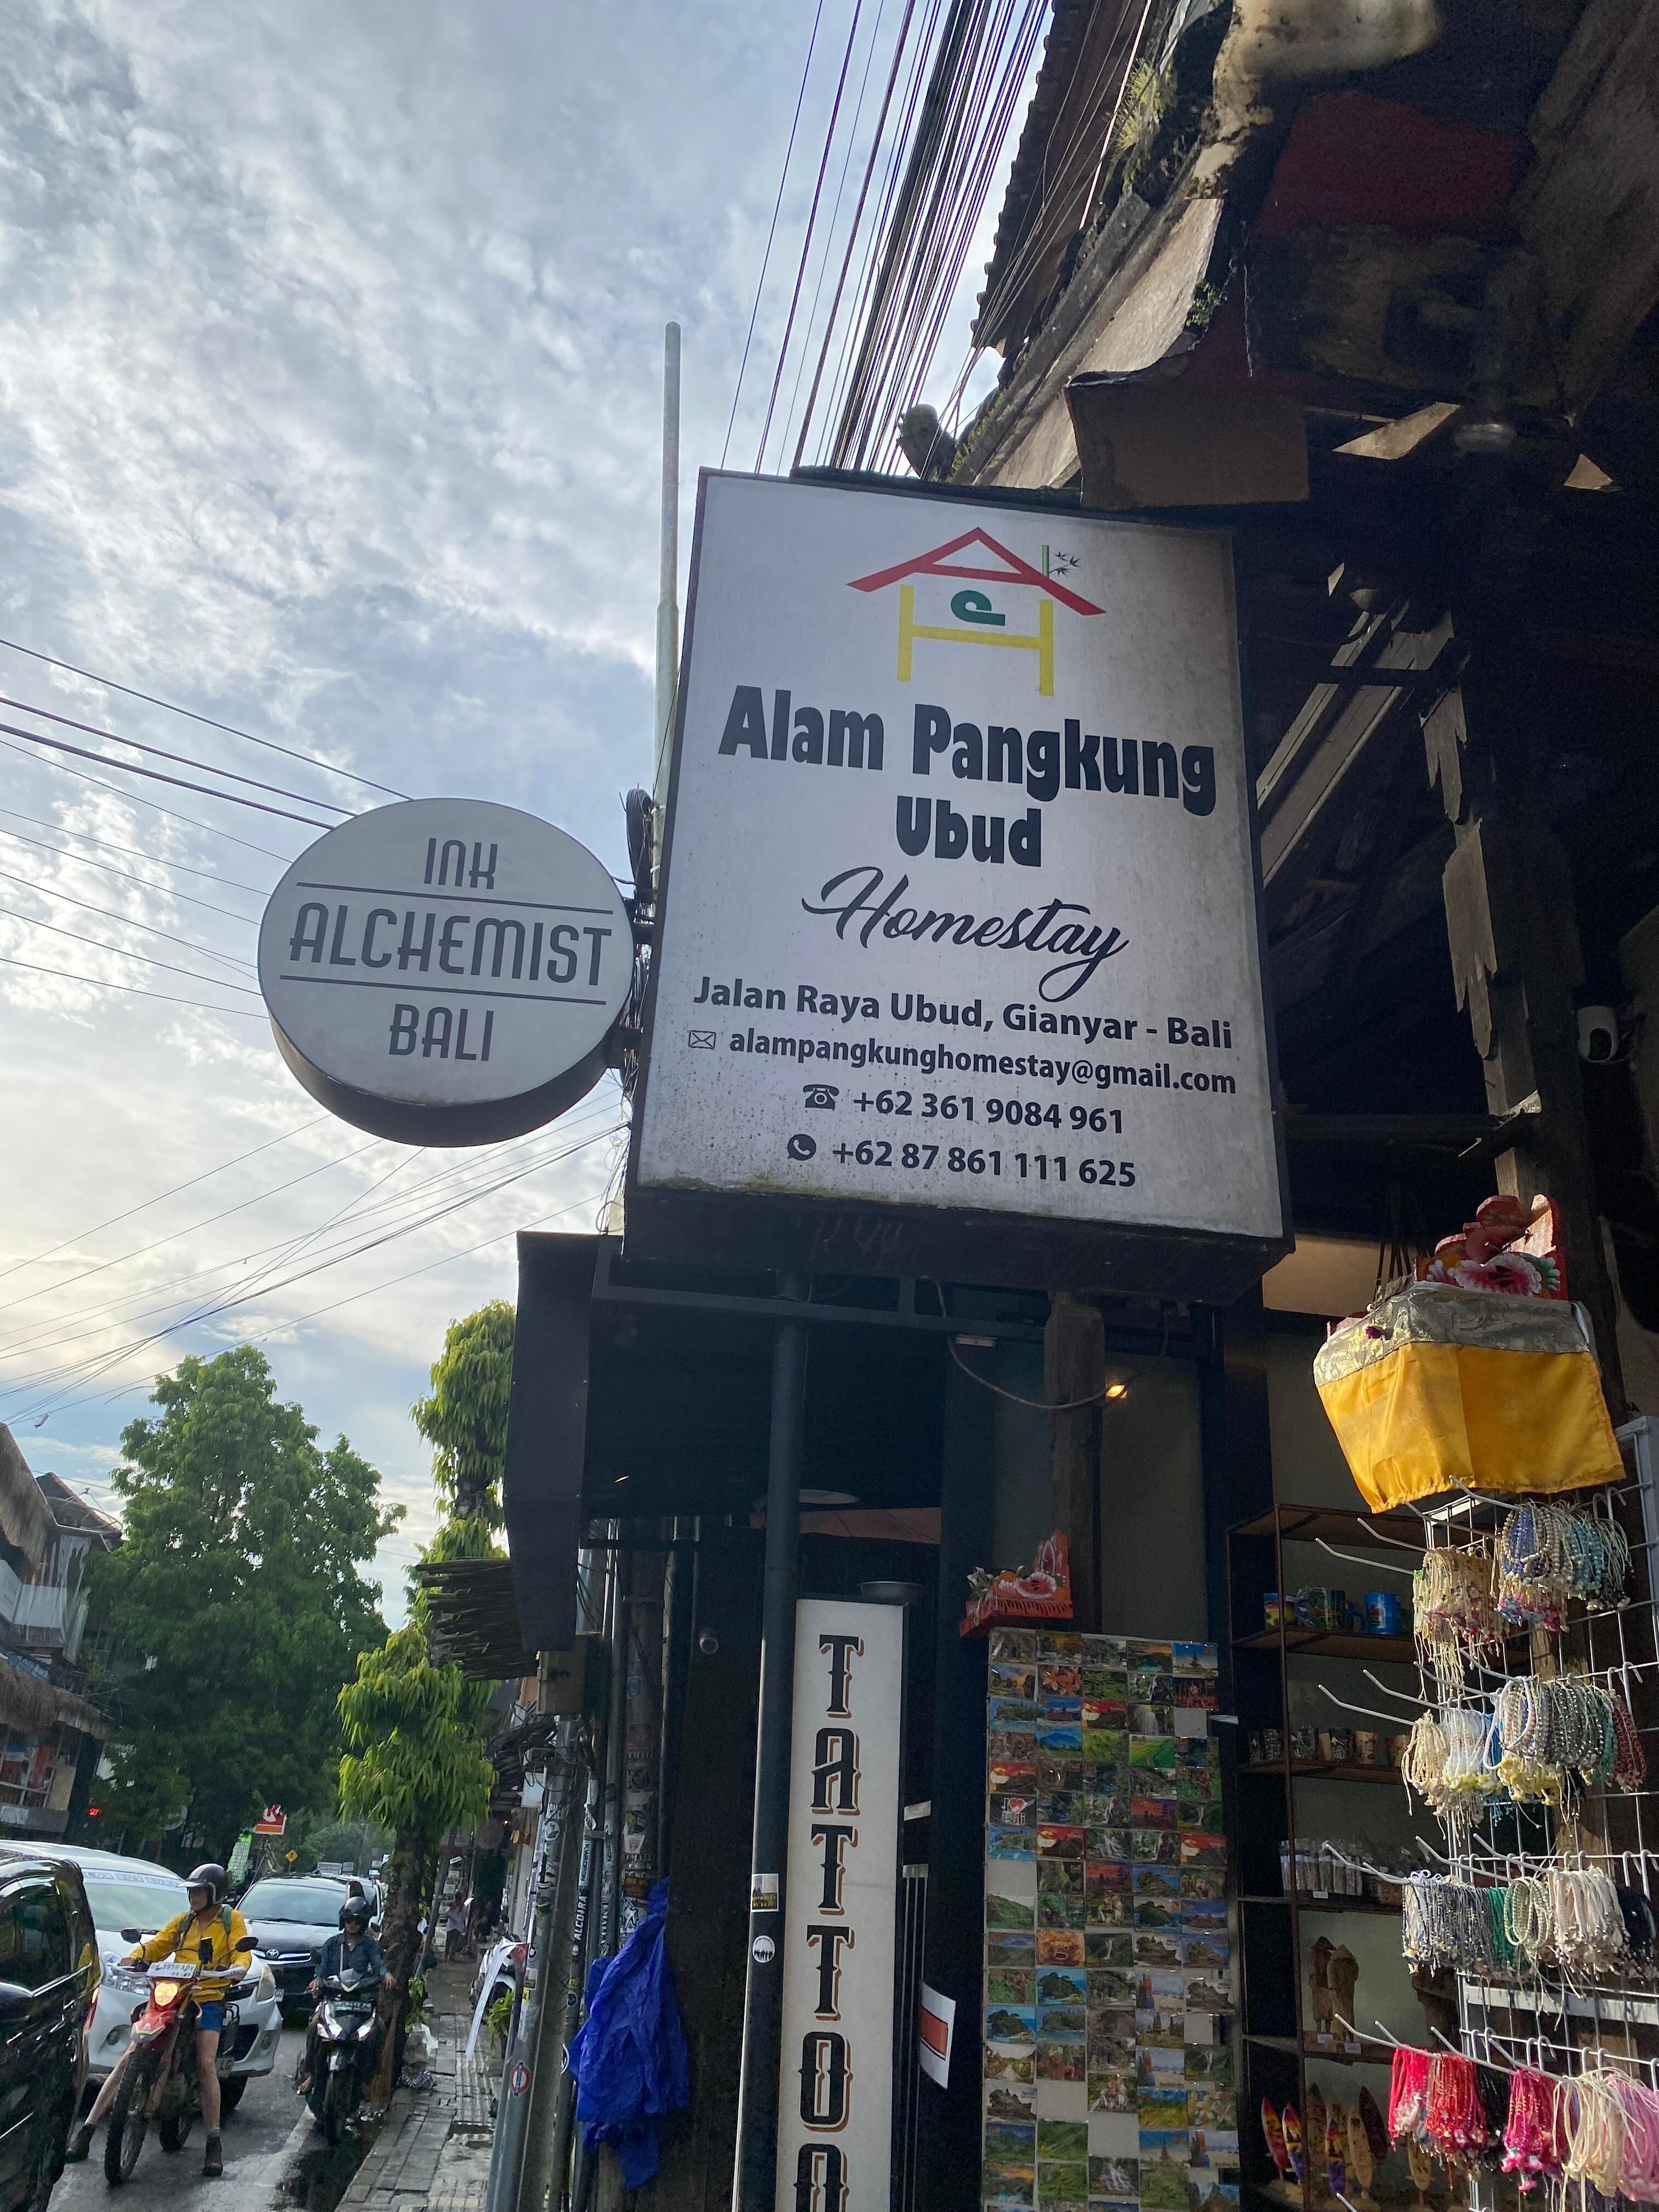 INK
ALCHEMIST
BALI
Alam Pangkung
Ubud
Homestay
Jalan Raya Ubud, Gianyar - Bali
alampangkunghomestay@gmail.com
+62 361 9084 961
+62 87 861 111 625
TATTOO